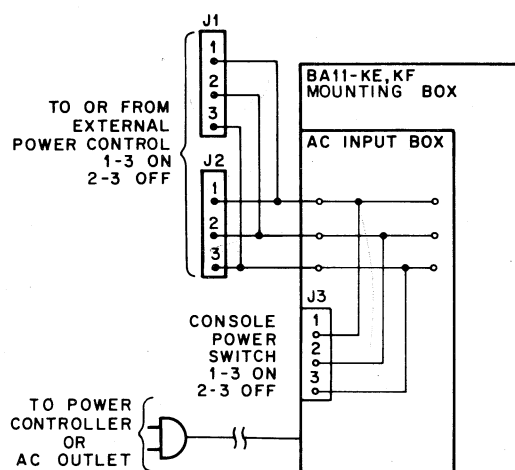 J1
1
2
3
TO OR FROM
EXTERNAL
POWER CONTROL
1-3 ON
2-3 OFF
J2
1
2
3
BA11-KE, KF
MOUNTING BOX
AC INPUT BOX
J3
1
2
3
CONSOLE
POWER
SWITCH
1-3 ON
2-3 OFF
TO POWER
CONTROLLER
OR
AC OUTLET